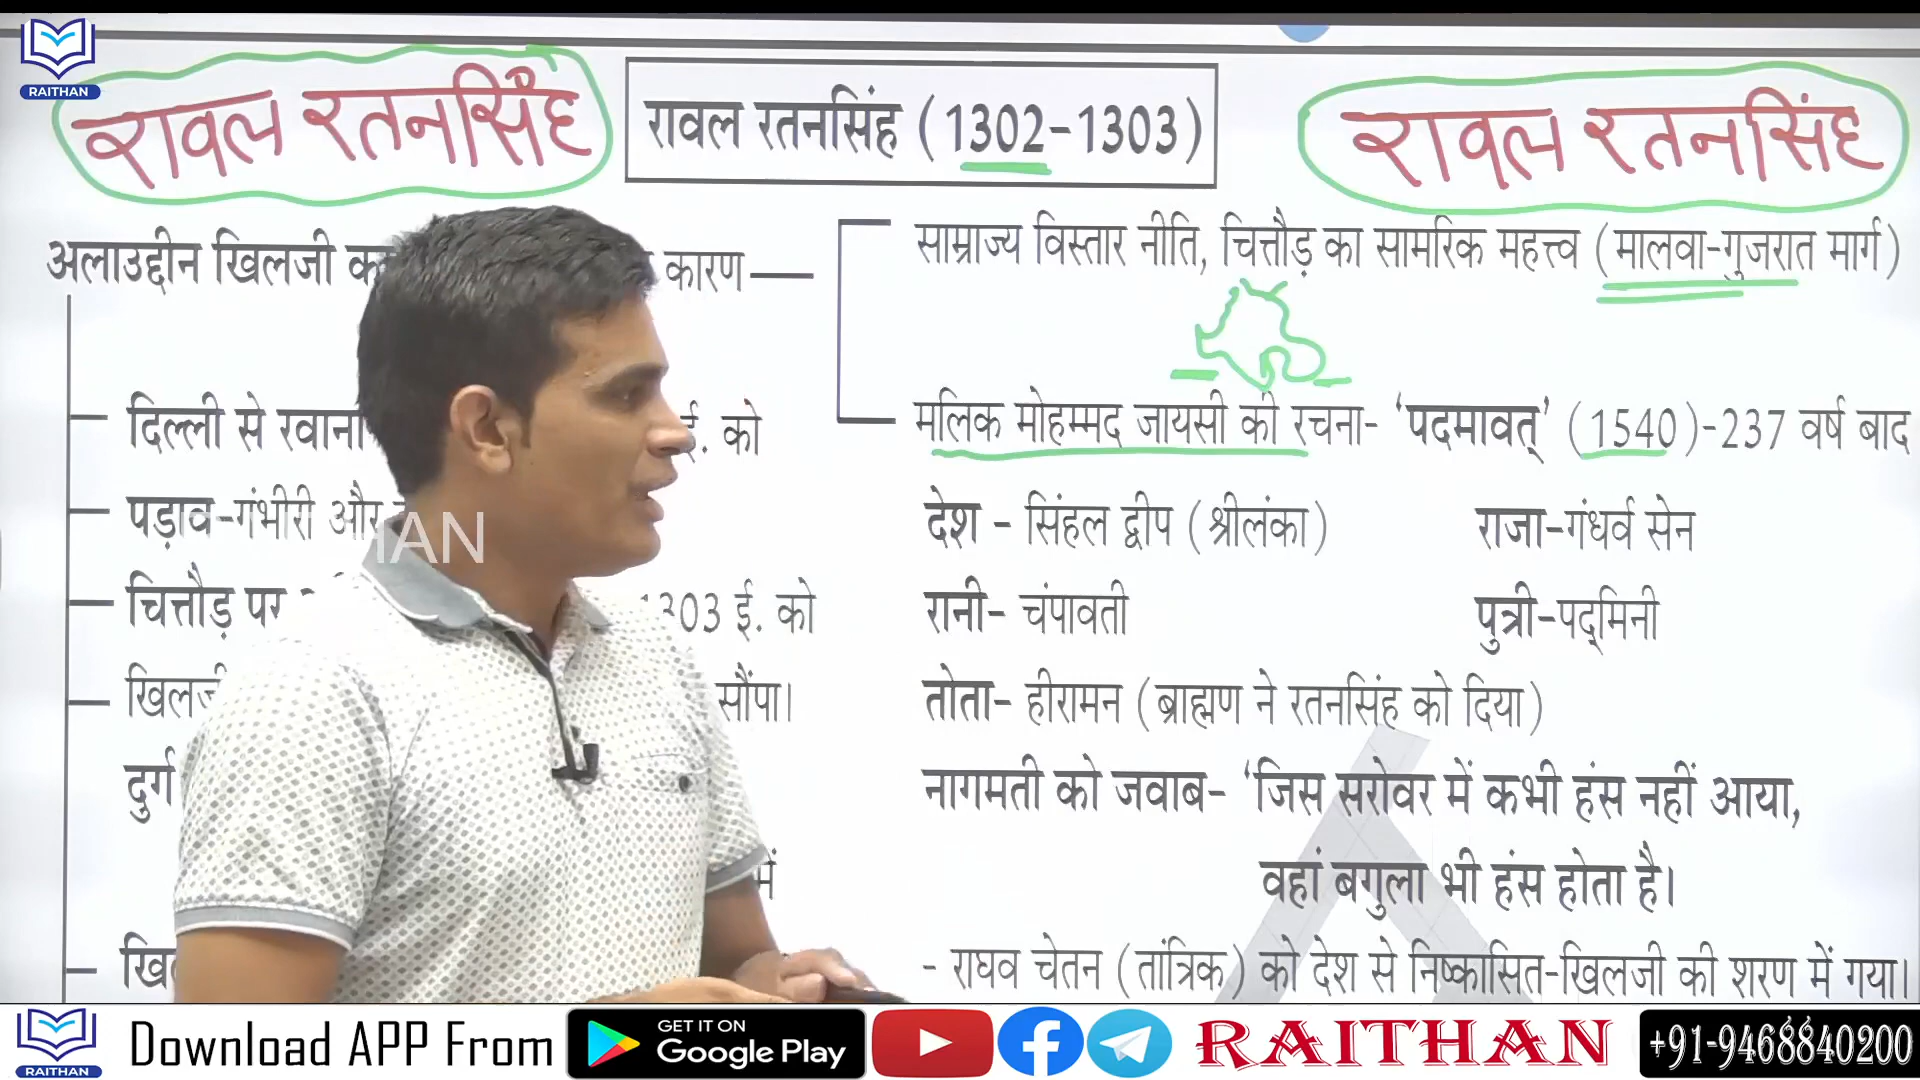 RAITHAN
रावल रतनसिंह
रावल रतनसिंह (1302-1303)
रावल रतनसिंह
अलाउद्दीन खिलजी
कारण
साम्राज्य विस्तार नीति, चित्तौड़ का सामरिक महत्त्व (मालवा-गुजरात मार्ग)
दिल्ली से रवाना
ई. को
मलिक मोहम्मद जायसी की रचना- 'पदमावत्' (1540)-237 वर्ष बाद
पड़ाव-गंभीरी और
देश - सिंहल द्वीप (श्रीलंका)
राजा-गंधर्व सेन
चित्तौड़ पर
1303 ई. को
रानी- चंपावती
पुत्री-पद्मिनी
सौंपा।
तोता- हीरामन (ब्राह्मण ने रतनसिंह को दिया)
दुर्ग
नागमती को जवाब- 'जिस सरोवर में कभी हंस नहीं आया,
में
वहां बगुला भी हंस होता है।
- राघव चेतन (तांत्रिक) को देश से निष्कासित-खिलजी की शरण में गया।
RAITHAN
Download APP From
GET IT ON
Google Play
RAITHAN
+91-9468840200